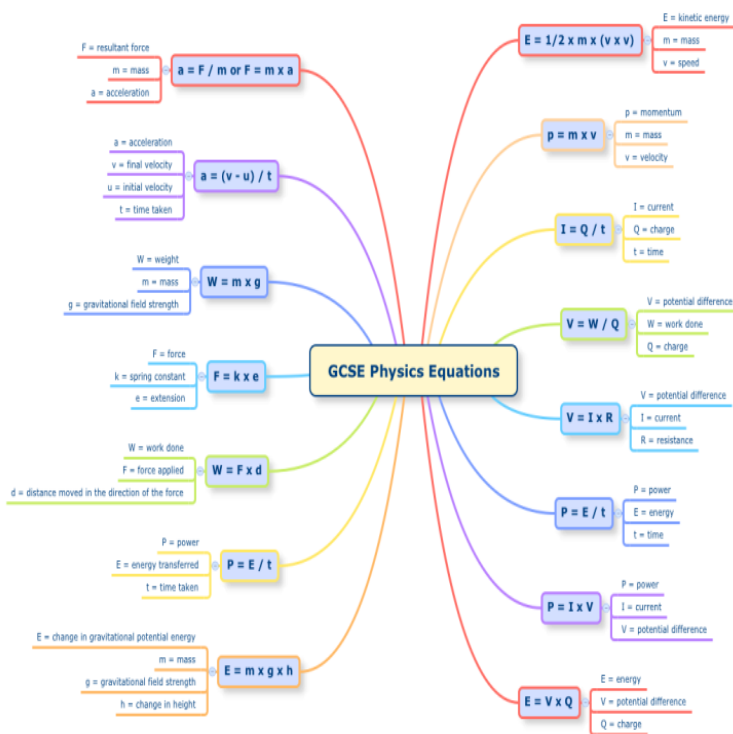 GCSE Physics Equations
F = resultant force
m = mass
a = acceleration
a = F / m or F = m x a
a = acceleration
v = final velocity
u = initial velocity
t = time taken
a = (v - u) / t
W = weight
m = mass
g = gravitational field strength
W = m x g
F = force
k = spring constant
e = extension
F = k x e
W = work done
F = force applied
d = distance moved in the direction of the force
W = F x d
P = power
E = energy transferred
t = time taken
P = E / t
E = change in gravitational potential energy
m = mass
g = gravitational field strength
h = change in height
E = m x g x h
E = 1/2 x m x (v x v)
E = kinetic energy
m = mass
v = speed
p = m x v
p = momentum
m = mass
v = velocity
I = Q / t
I = current
Q = charge
t = time
V = W / Q
V = potential difference
W = work done
Q = charge
V = I x R
V = potential difference
I = current
R = resistance
P = E / t
P = power
E = energy
t = time
P = I x V
P = power
I = current
V = potential difference
E = V x Q
E = energy
V = potential difference
Q = charge